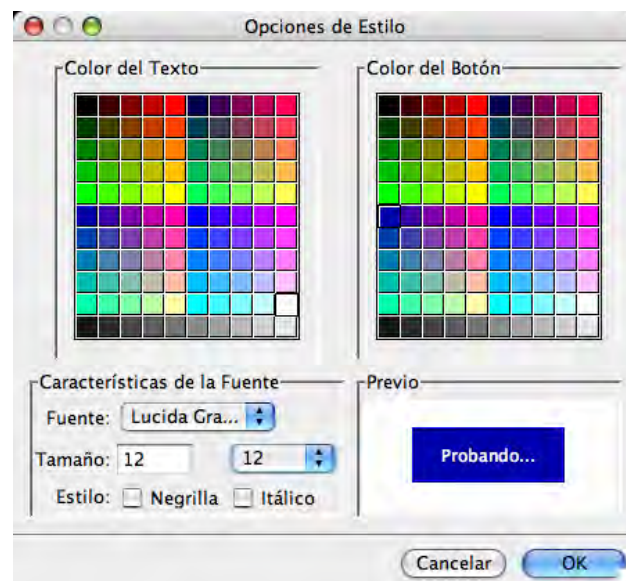 Opciones de Estilo
Color del Texto
Color del Botón
Características de la Fuente
Fuente: Lucida Gra...
Tamaño: 12 12
Estilo: Negrilla Itálico
Previo
Probando...
Cancelar OK